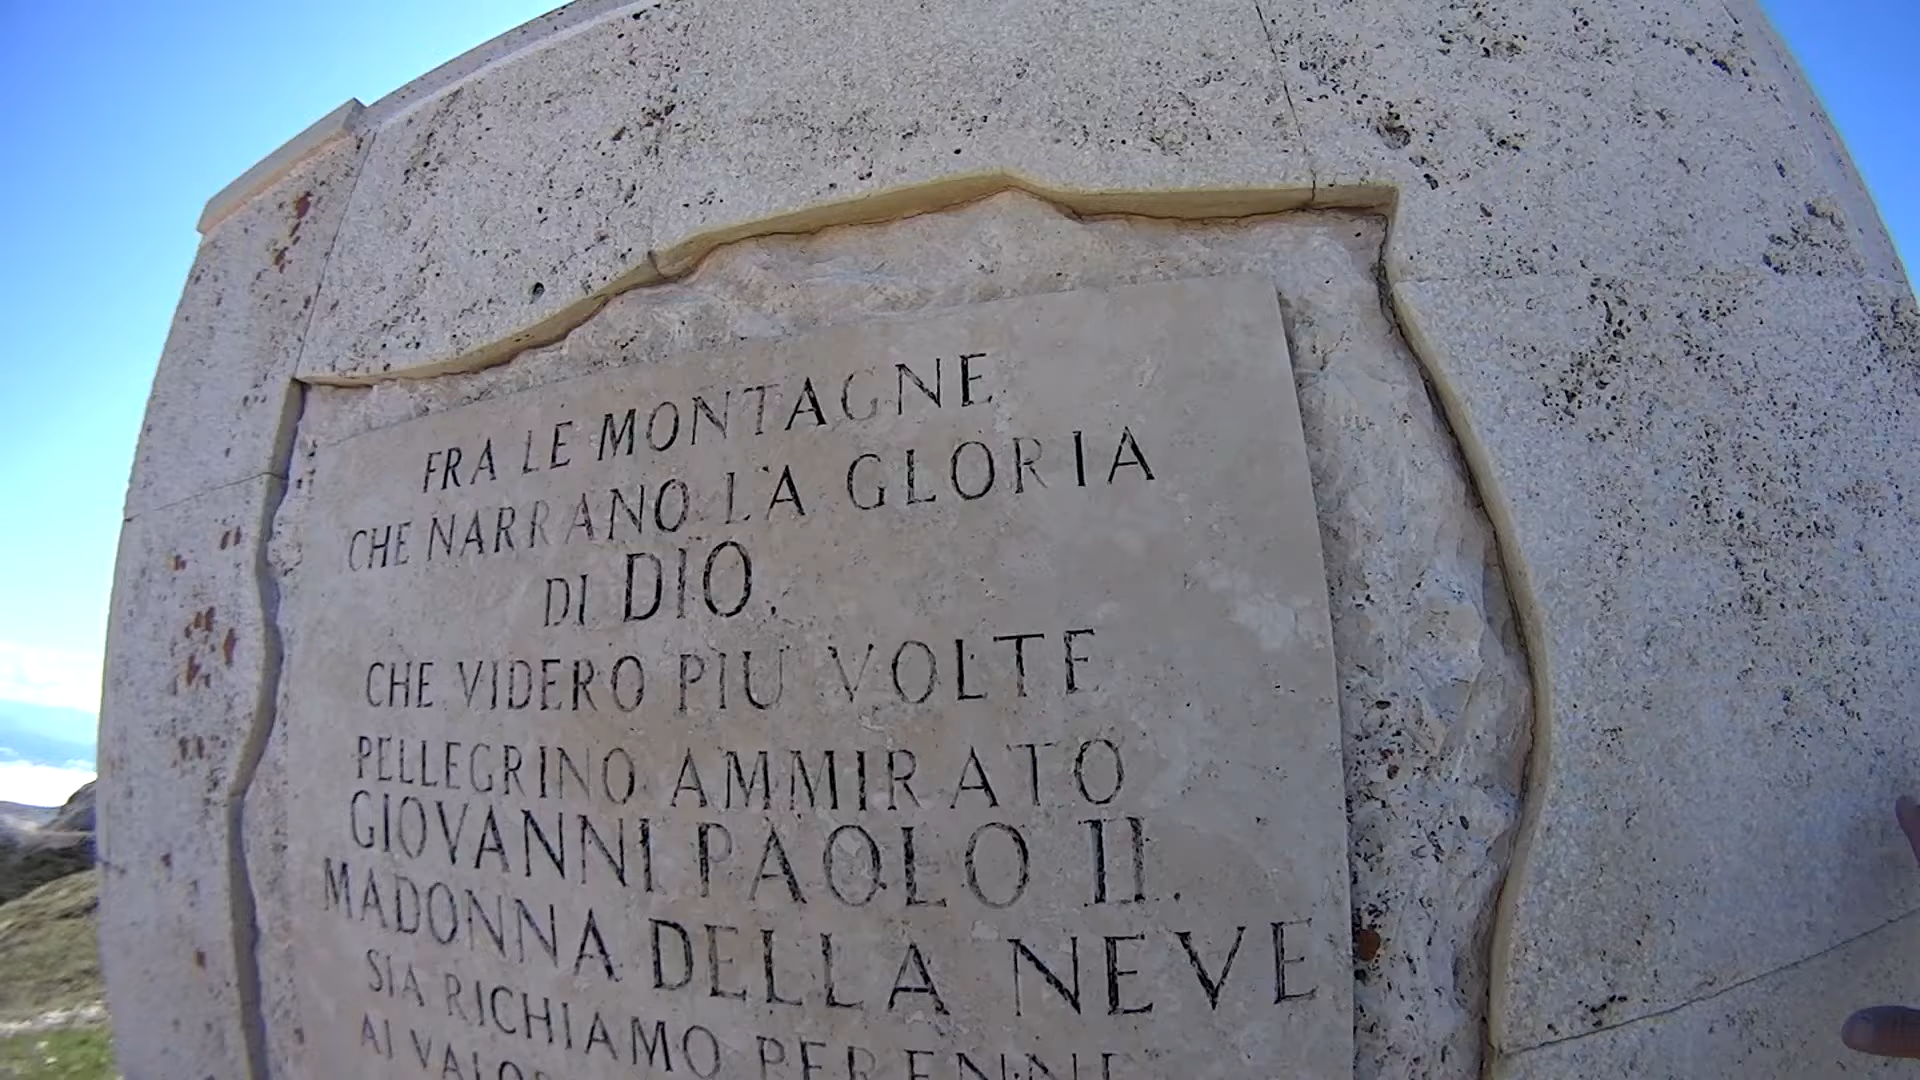 FRA LE MONTAGNE
CHE NARRANO LA GLORIA
DI DIO,
CHE VIDERO PIU VOLTE
PELLEGRINO AMMIRATO
GIOVANNI PAOLO II.
MADONNA DELLA NEVE
SIA RICHIAMO PERENNE
AI